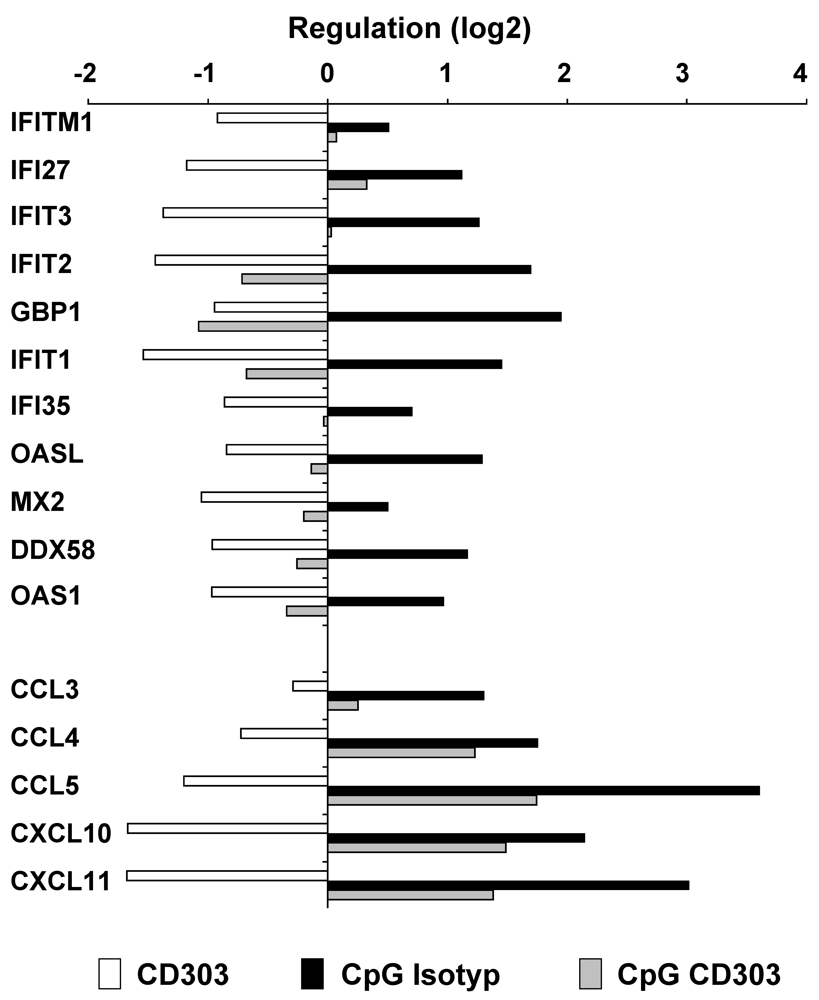 Regulation (log2)
-2 -1 0 1 2 3 4
IFITM1
IFI27
IFIT3
IFIT2
GBP1
IFIT1
IFI35
OASL
MX2
DDX58
OAS1
CCL3
CCL4
CCL5
CXCL10
CXCL11
CD303 CpG Isotyp CpG CD303